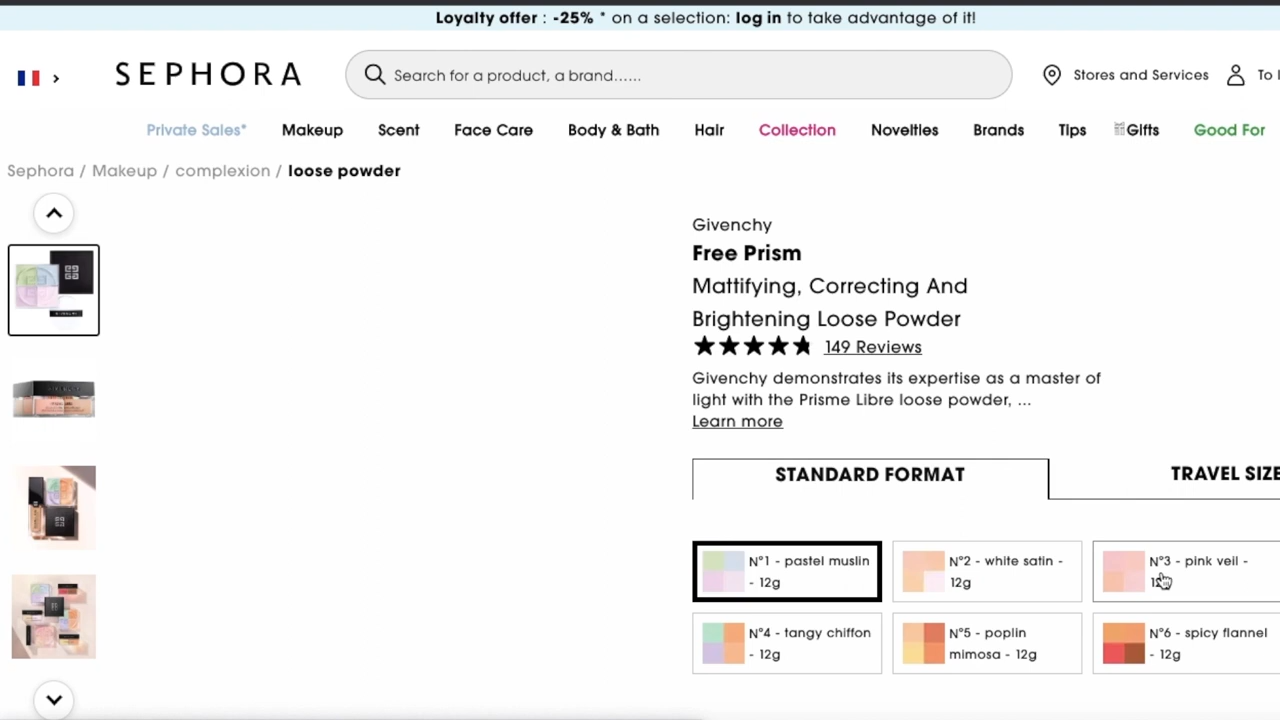 Loyalty offer : -25% * on a selection: log in to take advantage of it!
SEPHORA
Search for a product, a brand......
Stores and Services
To l
Private Sales* Makeup Scent Face Care Body & Bath Hair Collection Novelties Brands Tips Gifts Good For
Sephora / Makeup / complexion / loose powder
Givenchy
Free Prism
Mattifying, Correcting And
Brightening Loose Powder
149 Reviews
Givenchy demonstrates its expertise as a master of
light with the Prisme Libre loose powder, ...
Learn more
STANDARD FORMAT
TRAVEL SIZE
N°1 - pastel muslin
- 12g
N°2 - white satin -
12g
N°3 - pink veil -
N°4 - tangy chiffon
- 12g
N°5 - poplin
mimosa - 12g
N°6 - spicy flannel
- 12g